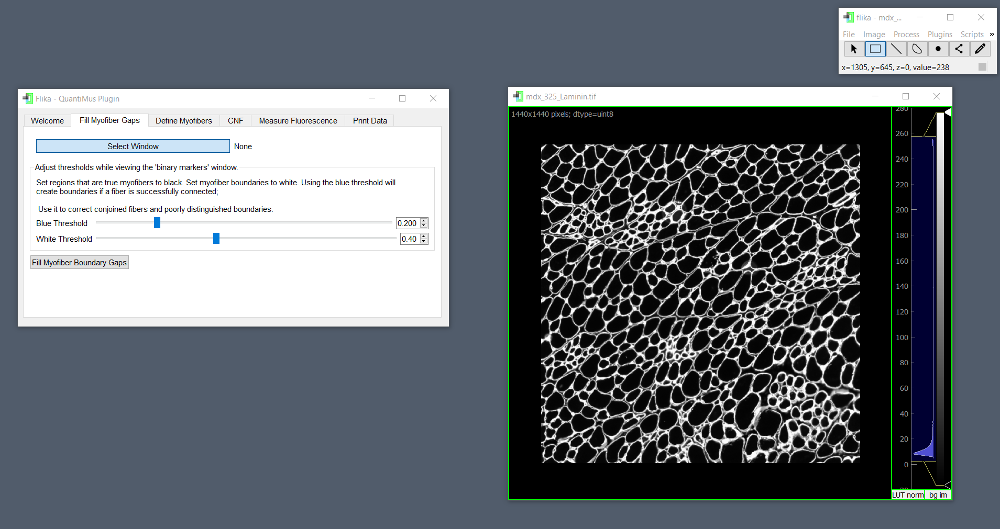 flika - mdx_...
File Image Process Plugins Scripts »
x=1305, y=645, z=0, value=238
Flika - QuantiMus Plugin
Welcome Fill Myofiber Gaps Define Myofibers CNF Measure Fluorescence Print Data
Select Window None
Adjust thresholds while viewing the 'binary markers' window.
Set regions that are true myofibers to black. Set myofiber boundaries to white. Using the blue threshold will
create boundaries if a fiber is successfully connected;
Use it to correct conjoined fibers and poorly distinguished boundaries.
Blue Threshold 0.200
White Threshold 0.40
Fill Myofiber Boundary Gaps
mdx_325_Laminin.tif
1440x1440 pixels; dtype=uint8
280
260
240
220
200
180
160
140
120
100
80
60
40
20
0
LUT norm bg im